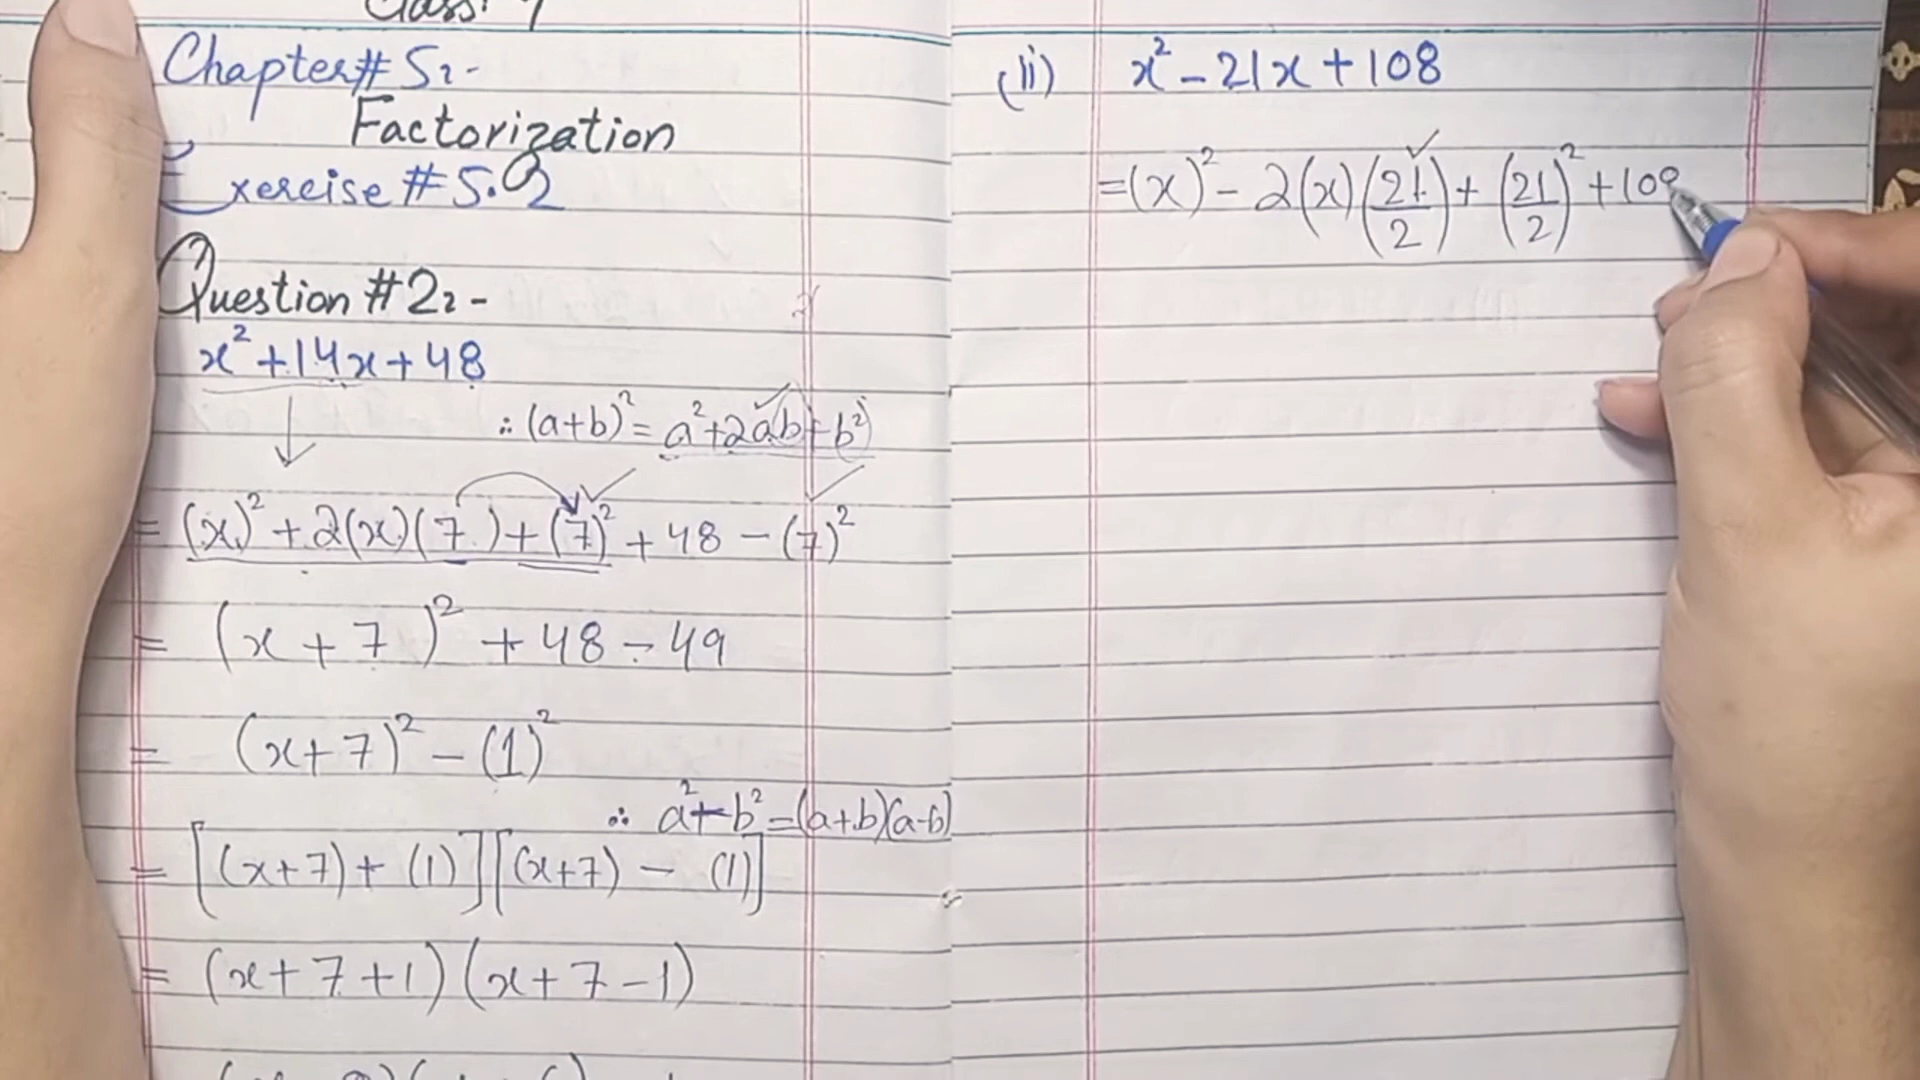 Class: 9
Chapter# 5:-
Factorization
Exercise # 5.2
Question #2:-
x² + 14x + 48
∴ (a+b)² = a² + 2ab + b²
= (x)² + 2(x)(7) + (7)² + 48 - (7)²
= (x + 7)² + 48 - 49
= (x+7)² - (1)²
∴ a² - b² = (a+b)(a-b)
= [(x+7) + (1)][(x+7) - (1)]
= (x + 7 + 1)(x + 7 - 1)
(ii) x² - 21x + 108
= (x)² - 2(x)(21/2) + (21/2)² + 108